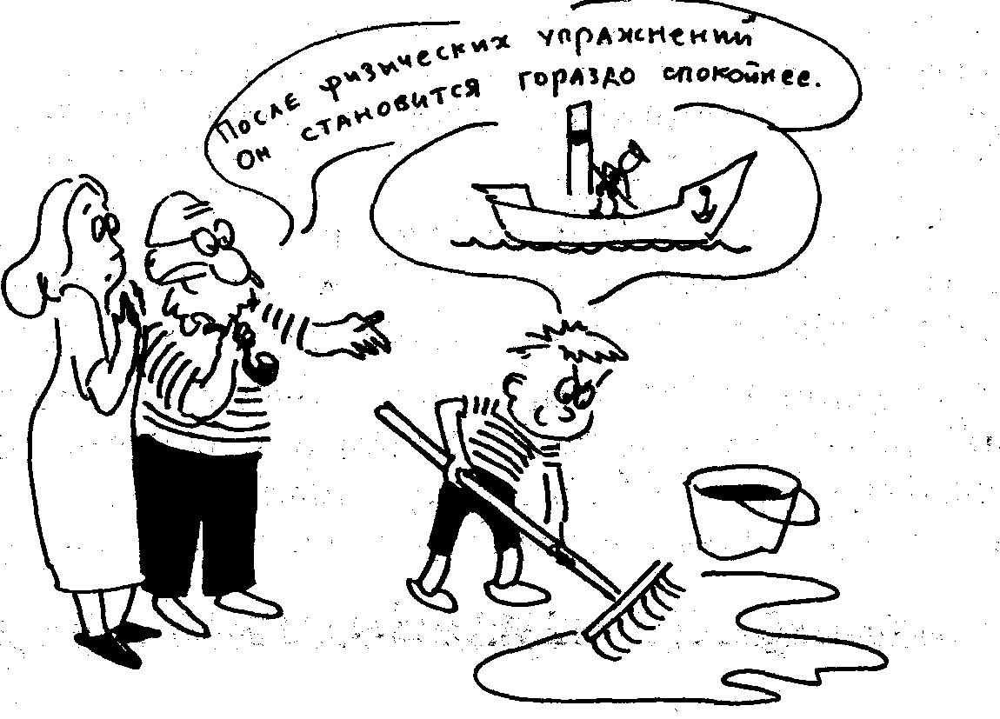 После физических упражнений
он становится гораздо спокойнее.